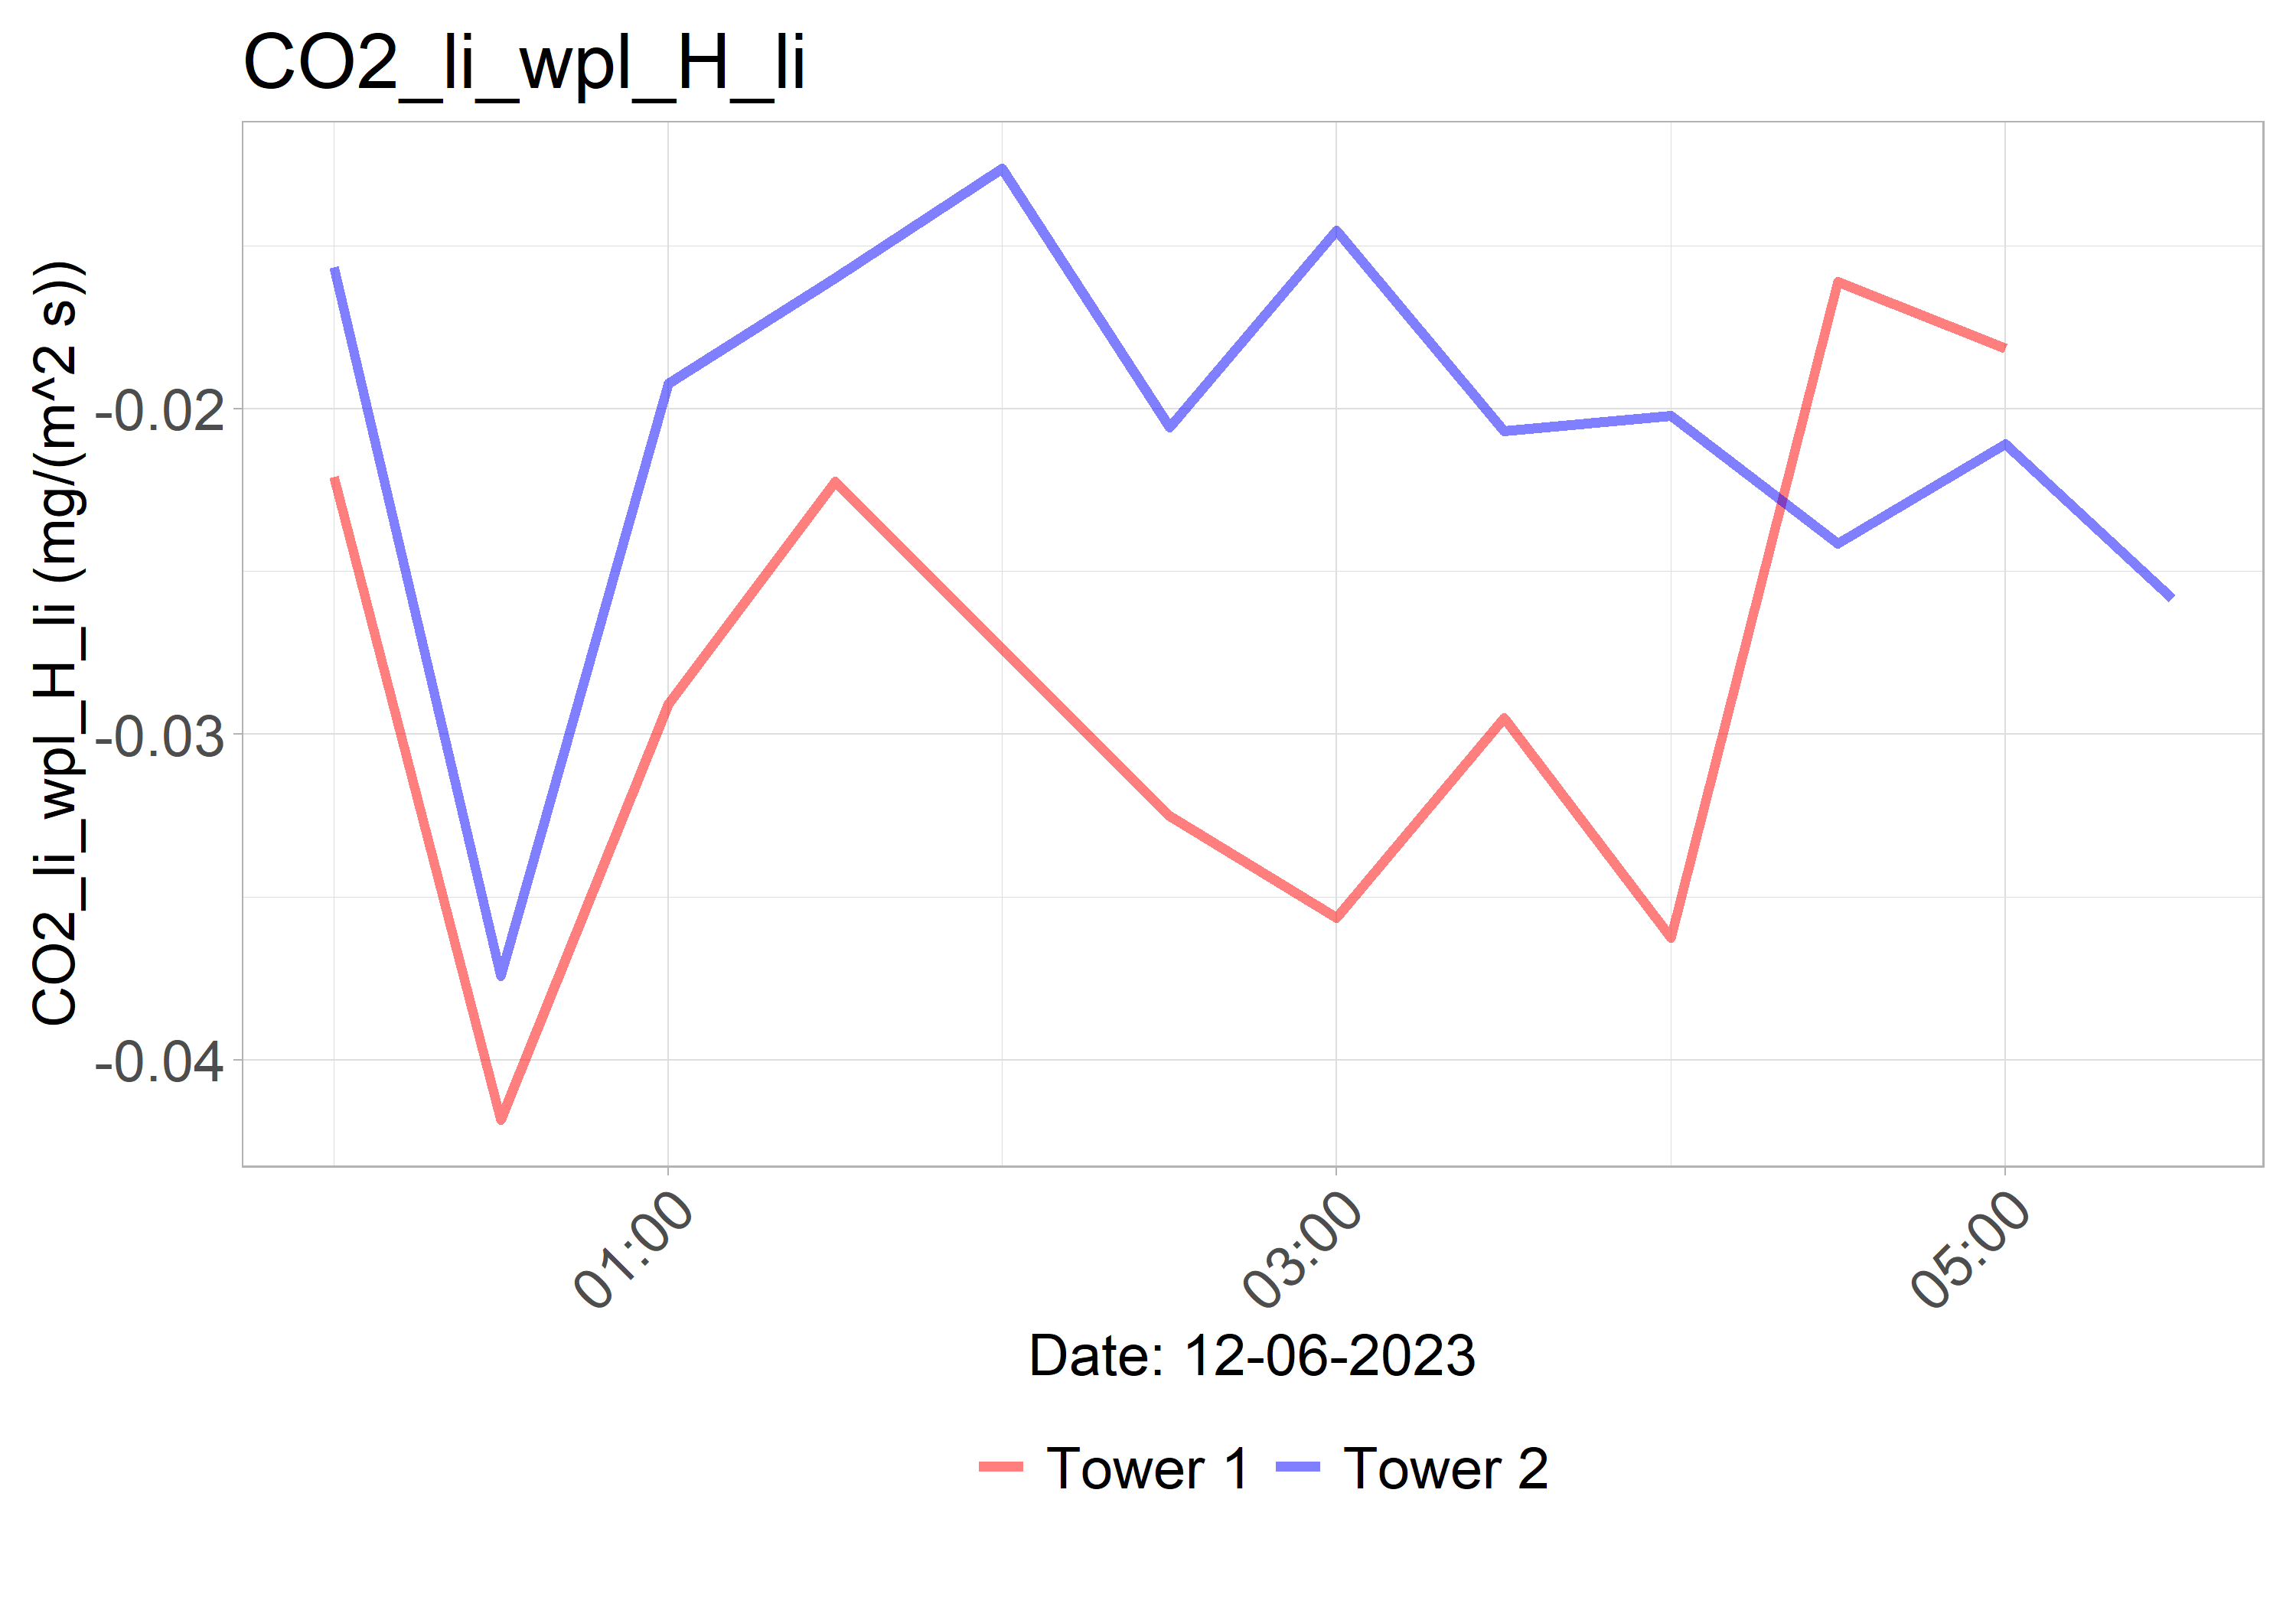 CO2_li_wpl_H_li
CO2_li_wpl_H_li (mg/(m^2 s))
-0.02
-0.03
-0.04
01:00
03:00
05:00
Date: 12-06-2023
Tower 1
Tower 2